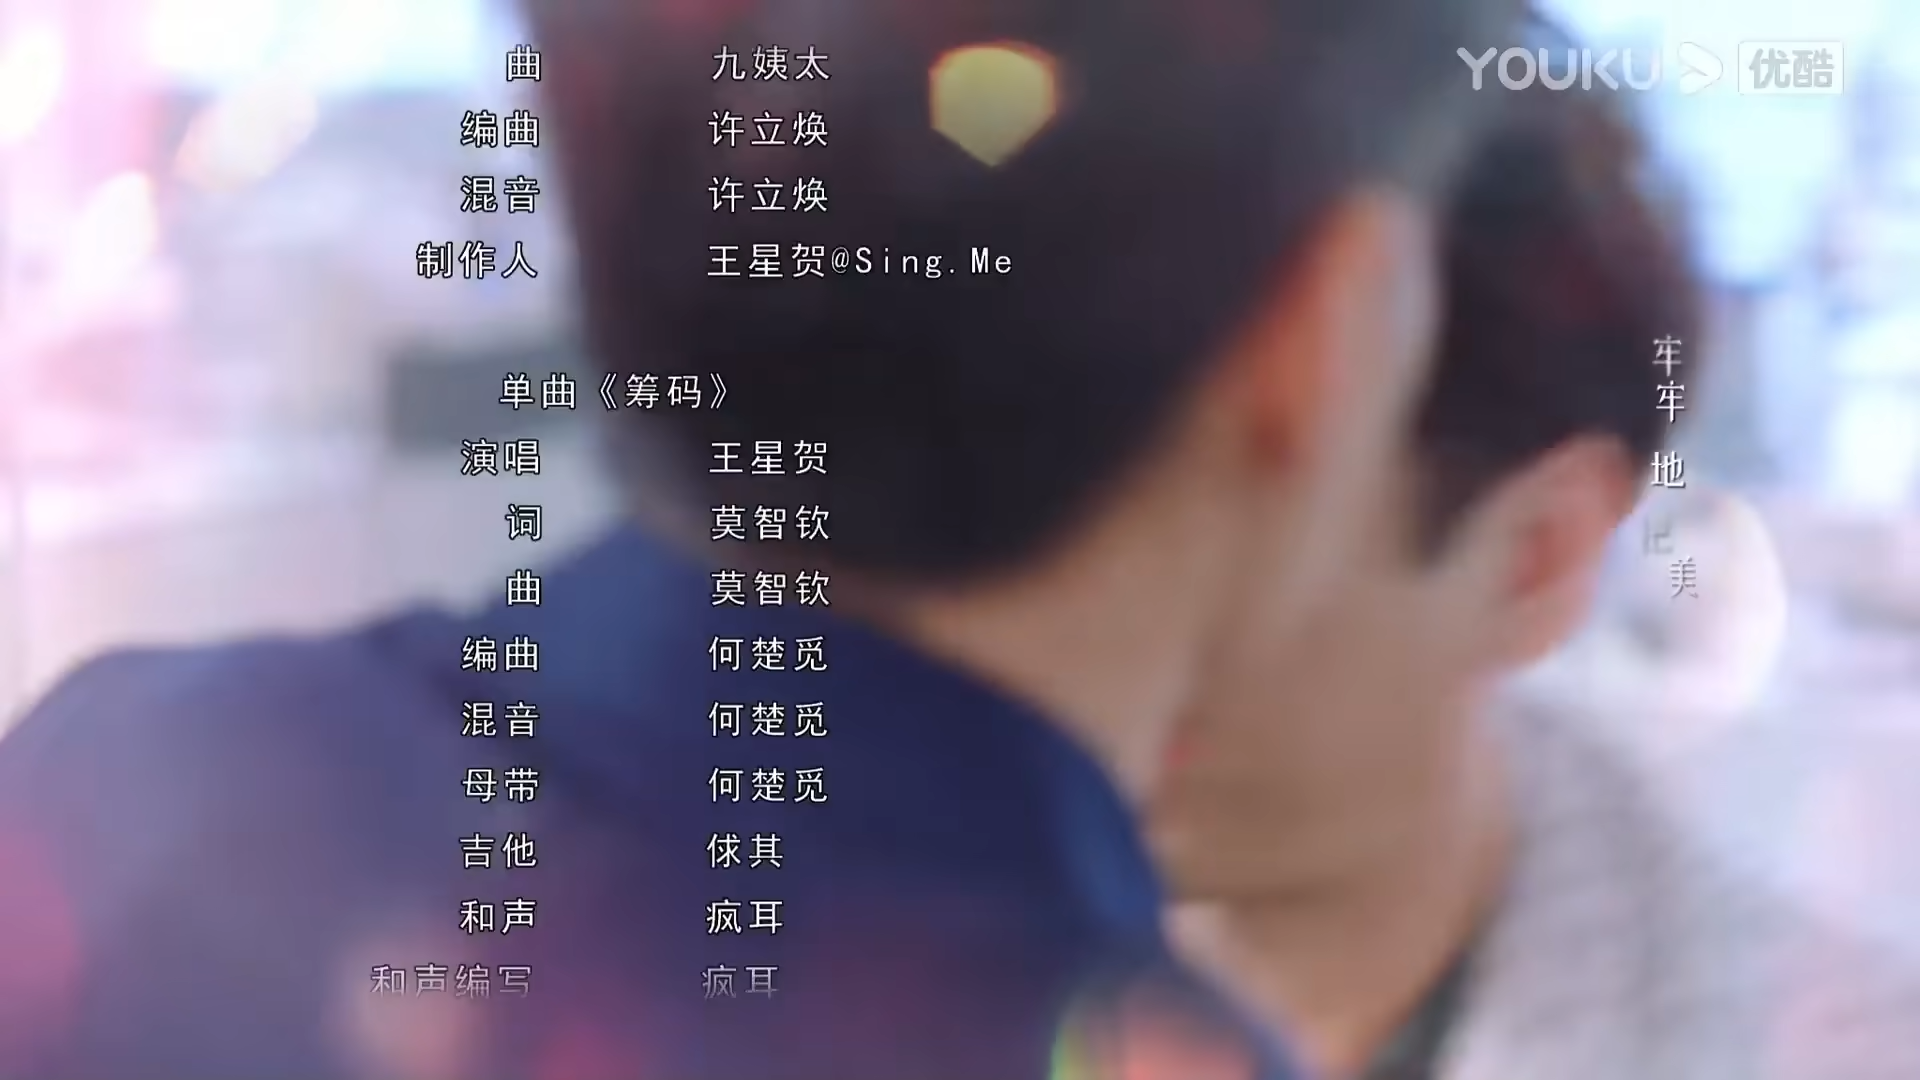 YOUKU 优酷
曲 九姨太
编曲 许立焕
混音 许立焕
制作人 王星贺@Sing.Me
单曲《筹码》
演唱 王星贺
词 莫智钦
曲 莫智钦
编曲 何楚觅
混音 何楚觅
母带 何楚觅
吉他 俅其
和声 疯耳
和声编写 疯耳
牢牢 地
美